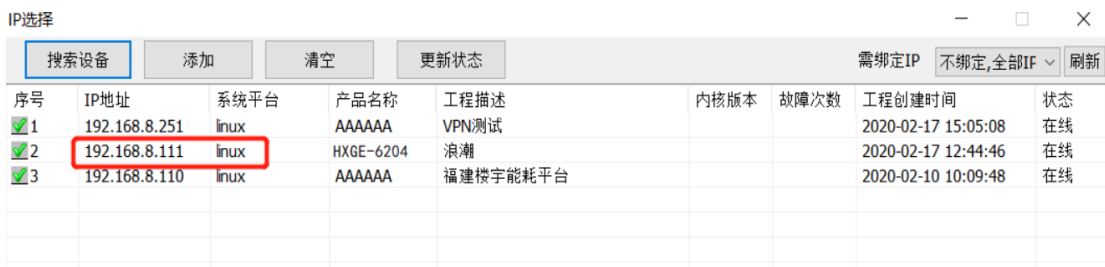 IP选择
搜索设备 添加 清空 更新状态 需绑定IP 不绑定,全部IF 刷新
序号 IP地址 系统平台 产品名称 工程描述 内核版本 故障次数 工程创建时间 状态
1 192.168.8.251 linux AAAAAA VPN测试 2020-02-17 15:05:08 在线
2 192.168.8.111 linux HXGE-6204 浪潮 2020-02-17 12:44:46 在线
3 192.168.8.110 linux AAAAAA 福建楼宇能耗平台 2020-02-10 10:09:48 在线